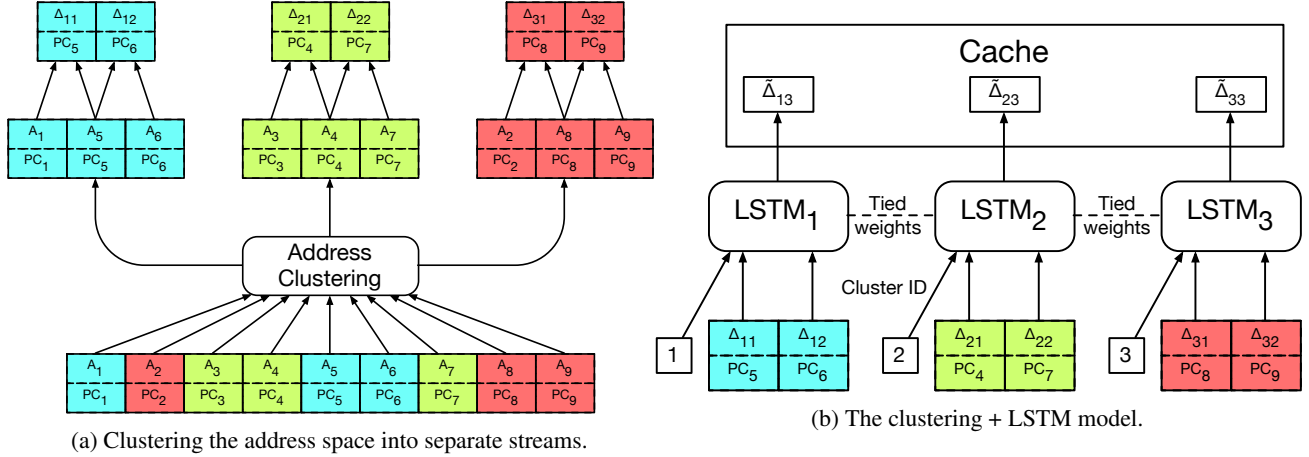 Δ₁₁ Δ₁₂
PC₅ PC₆
Δ₂₁ Δ₂₂
PC₄ PC₇
Δ₃₁ Δ₃₂
PC₈ PC₉
A₁ A₅ A₆
PC₁ PC₅ PC₆
A₃ A₄ A₇
PC₃ PC₄ PC₇
A₂ A₈ A₉
PC₂ PC₈ PC₉
Address
Clustering
A₁ A₂ A₃ A₄ A₅ A₆ A₇ A₈ A₉
PC₁ PC₂ PC₃ PC₄ PC₅ PC₆ PC₇ PC₈ PC₉
(a) Clustering the address space into separate streams.
Cache
Δ̃₁₃ Δ̃₂₃ Δ̃₃₃
LSTM₁
Tied
weights
LSTM₂
Tied
weights
LSTM₃
Cluster ID
1
Δ₁₁ Δ₁₂
PC₅ PC₆
2
Δ₂₁ Δ₂₂
PC₄ PC₇
3
Δ₃₁ Δ₃₂
PC₈ PC₉
(b) The clustering + LSTM model.